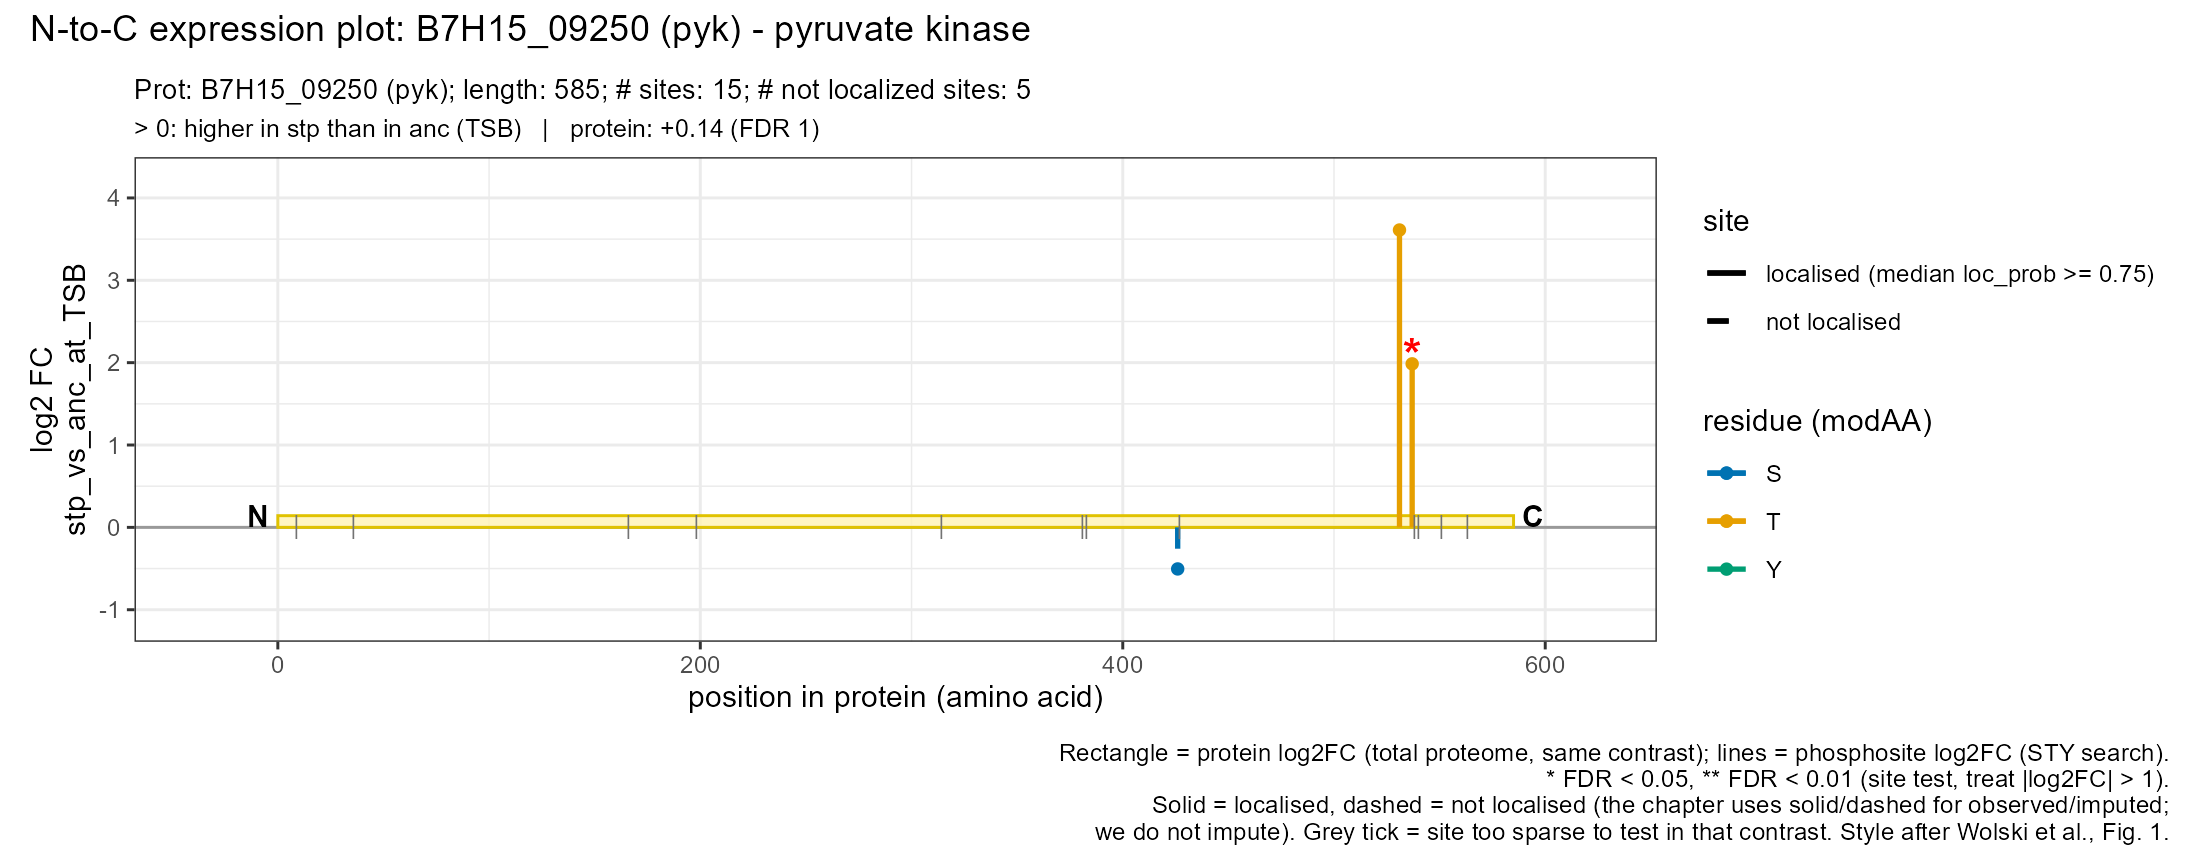 N-to-C expression plot: B7H15_09250 (pyk) - pyruvate kinase
Prot: B7H15_09250 (pyk); length: 585; # sites: 15; # not localized sites: 5
> 0: higher in stp than in anc (TSB)   |   protein: +0.14 (FDR 1)
log2 FC
stp_vs_anc_at_TSB
4
3
2
1
0
-1
N
*
C
0
200
400
600
position in protein (amino acid)
site
localised (median loc_prob >= 0.75)
not localised
residue (modAA)
S
T
Y
Rectangle = protein log2FC (total proteome, same contrast); lines = phosphosite log2FC (STY search).
* FDR < 0.05, ** FDR < 0.01 (site test, treat |log2FC| > 1).
Solid = localised, dashed = not localised (the chapter uses solid/dashed for observed/imputed;
we do not impute). Grey tick = site too sparse to test in that contrast. Style after Wolski et al., Fig. 1.